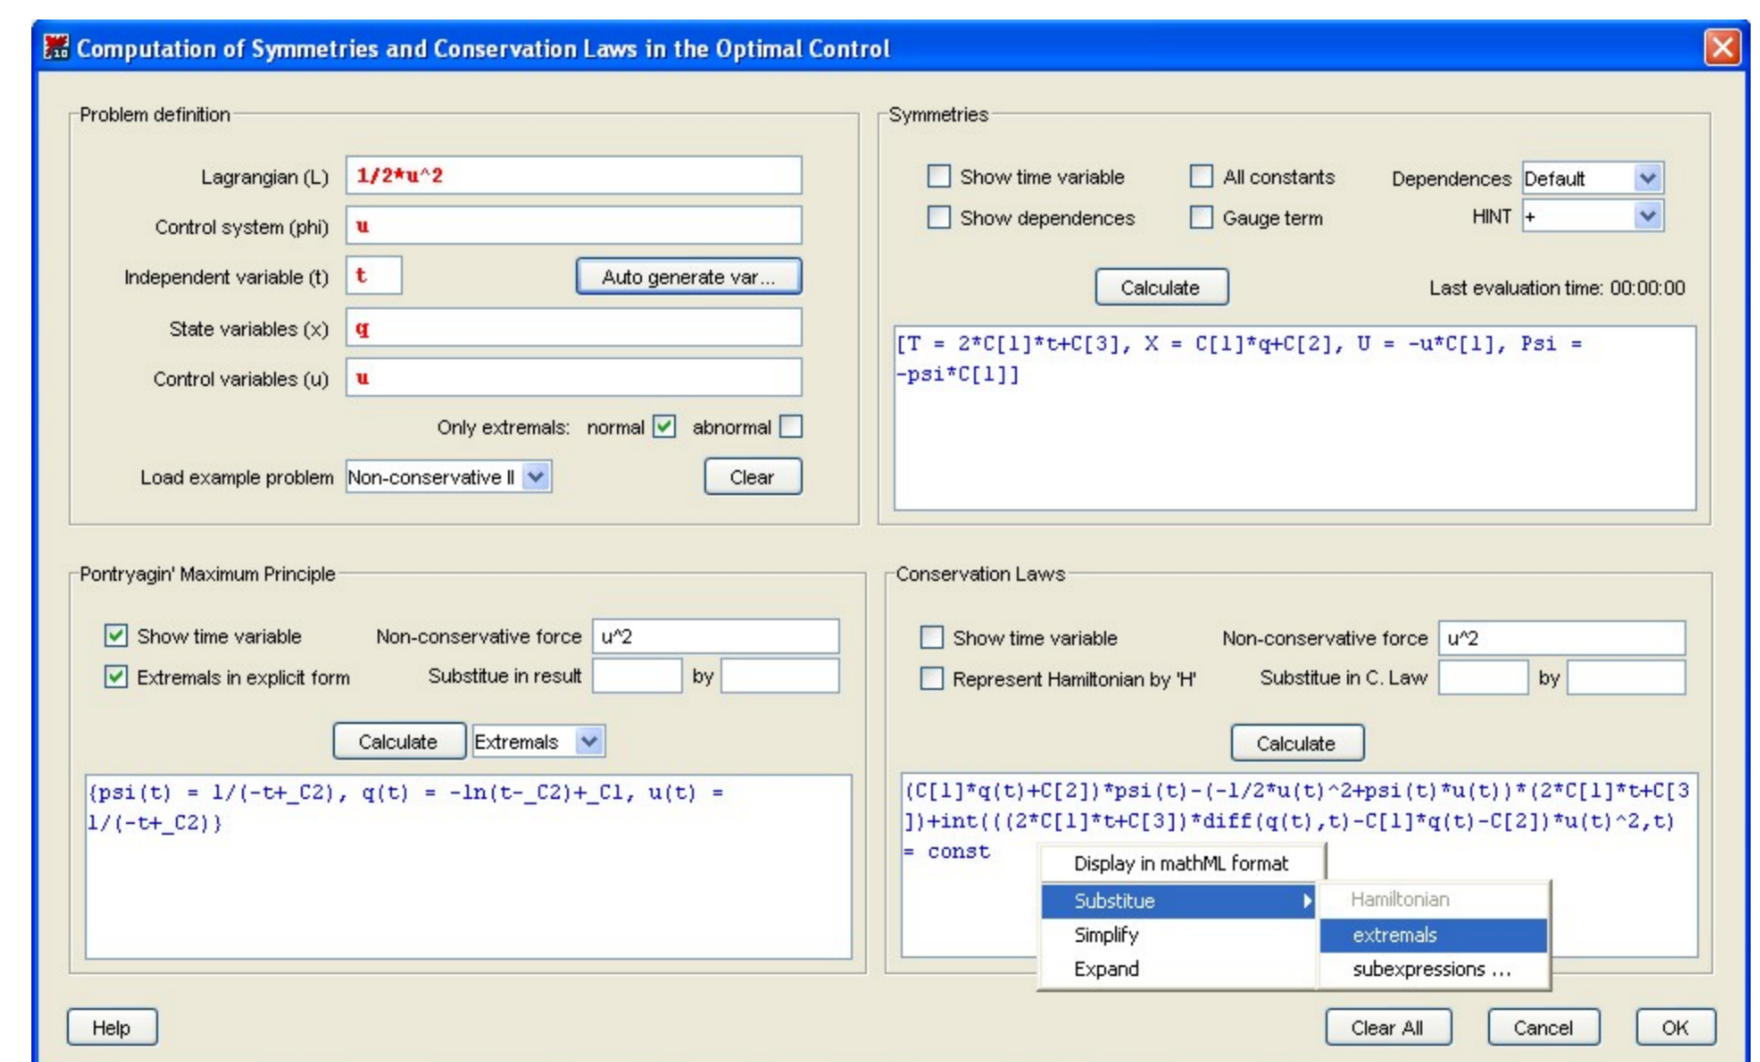 Computation of Symmetries and Conservation Laws in the Optimal Control
Problem definition
Lagrangian (L) 1/2*u^2
Control system (phi) u
Independent variable (t) t Auto generate var...
State variables (x) q
Control variables (u) u
Only extremals: normal abnormal
Load example problem Non-conservative II Clear
Symmetries
Show time variable All constants Dependences Default
Show dependences Gauge term HINT +
Calculate Last evaluation time: 00:00:00
[T = 2*C[1]*t+C[3], X = C[1]*q+C[2], U = -u*C[1], Psi =
-psi*C[1]]
Pontryagin' Maximum Principle
Show time variable Non-conservative force u^2
Extremals in explicit form Substitue in result by
Calculate Extremals
{psi(t) = 1/(-t+_C2), q(t) = -ln(t-_C2)+_C1, u(t) =
1/(-t+_C2)}
Conservation Laws
Show time variable Non-conservative force u^2
Represent Hamiltonian by 'H' Substitue in C. Law by
Calculate
(C[1]*q(t)+C[2])*psi(t)-(-1/2*u(t)^2+psi(t)*u(t))*(2*C[1]*t+C[3
])+int(((2*C[1]*t+C[3])*diff(q(t),t)-C[1]*q(t)-C[2])*u(t)^2,t)
= const
Display in mathML format
Substitue Hamiltonian
Simplify extremals
Expand subexpressions ...
Help Clear All Cancel OK